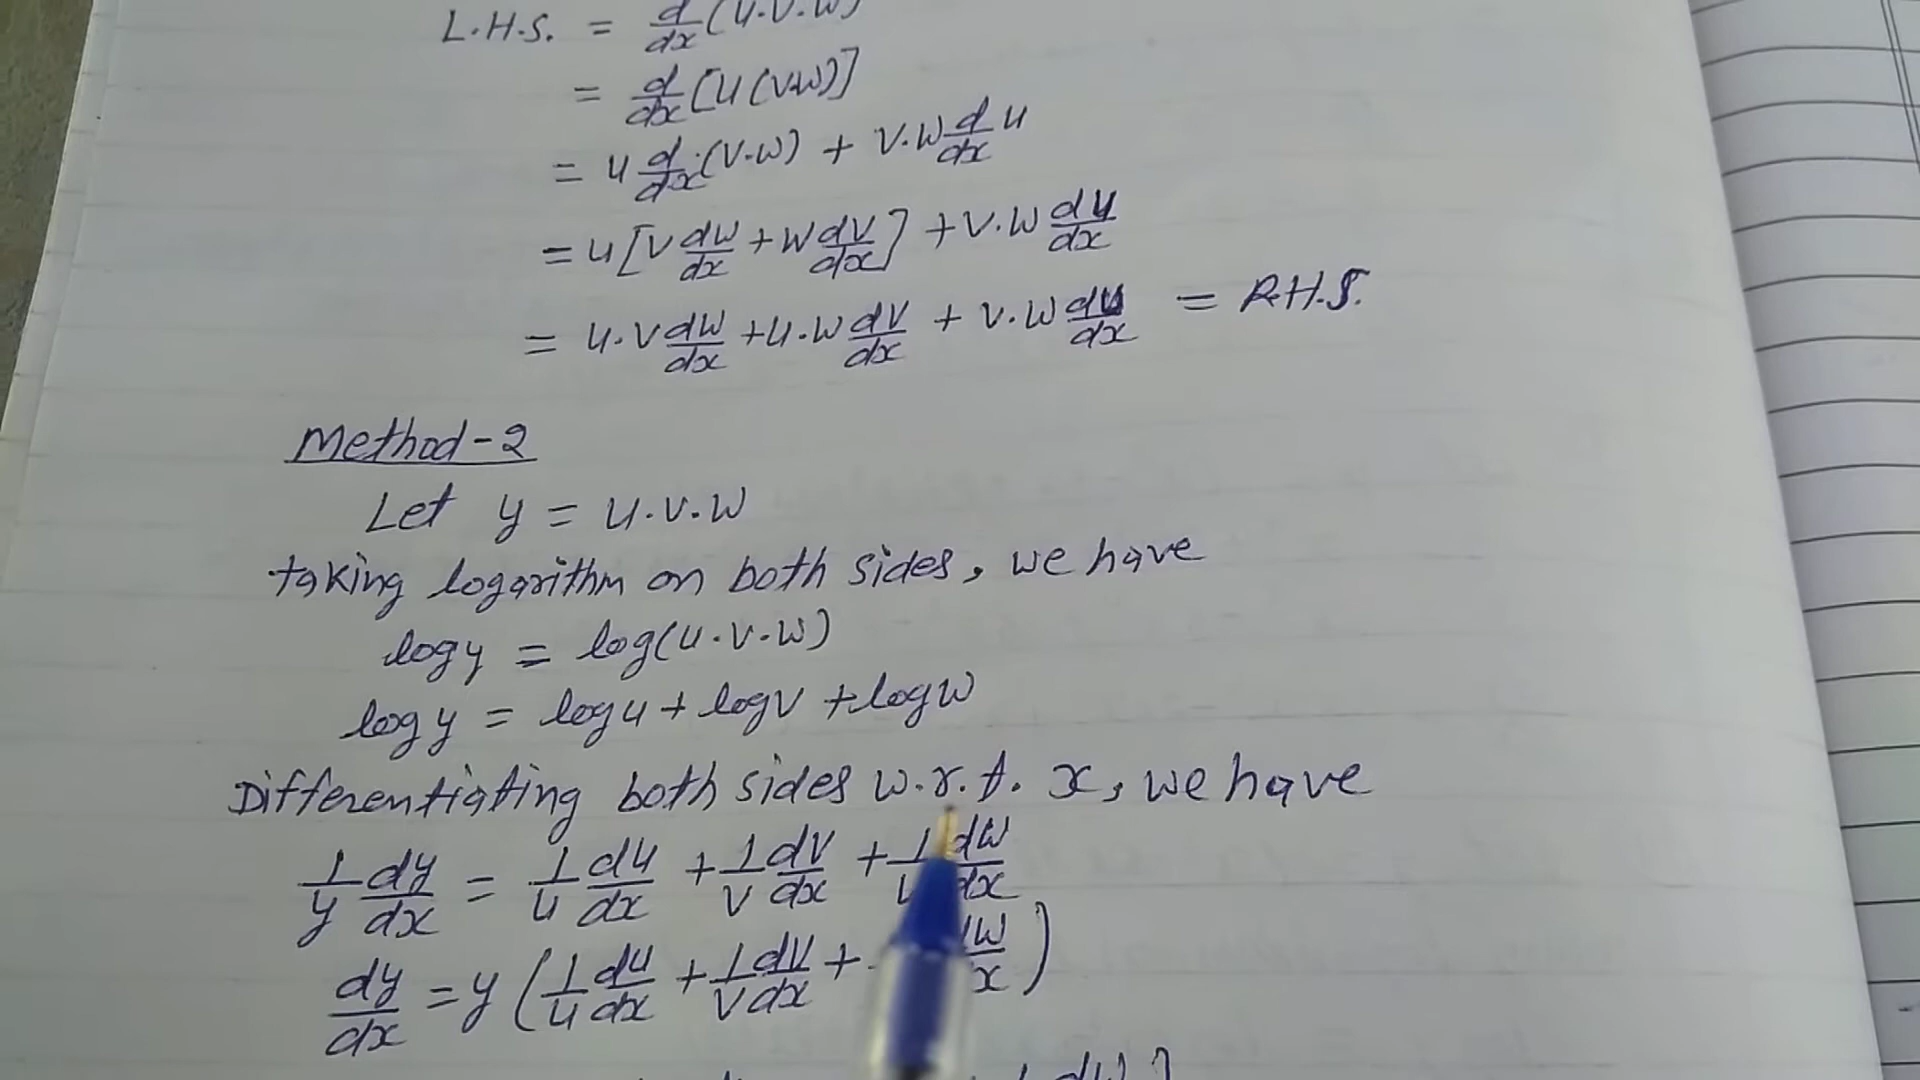 L.H.S. = d/dx (u.v.w)
= d/dx [u(v.w)]
= u d/dx (v.w) + v.w d/dx u
= u [v dw/dx + w dv/dx] + v.w du/dx
= u.v dw/dx + u.w dv/dx + v.w du/dx = R.H.S.
Method-2
Let y = u.v.w
taking logarithm on both sides, we have
log y = log(u.v.w)
log y = log u + log v + log w
Differentiating both sides w.r.t. x, we have
1/y dy/dx = 1/u du/dx + 1/v dv/dx + 1/ dw/dx
dy/dx = y (1/u du/dx + 1/v dv/dx + )
dw ]